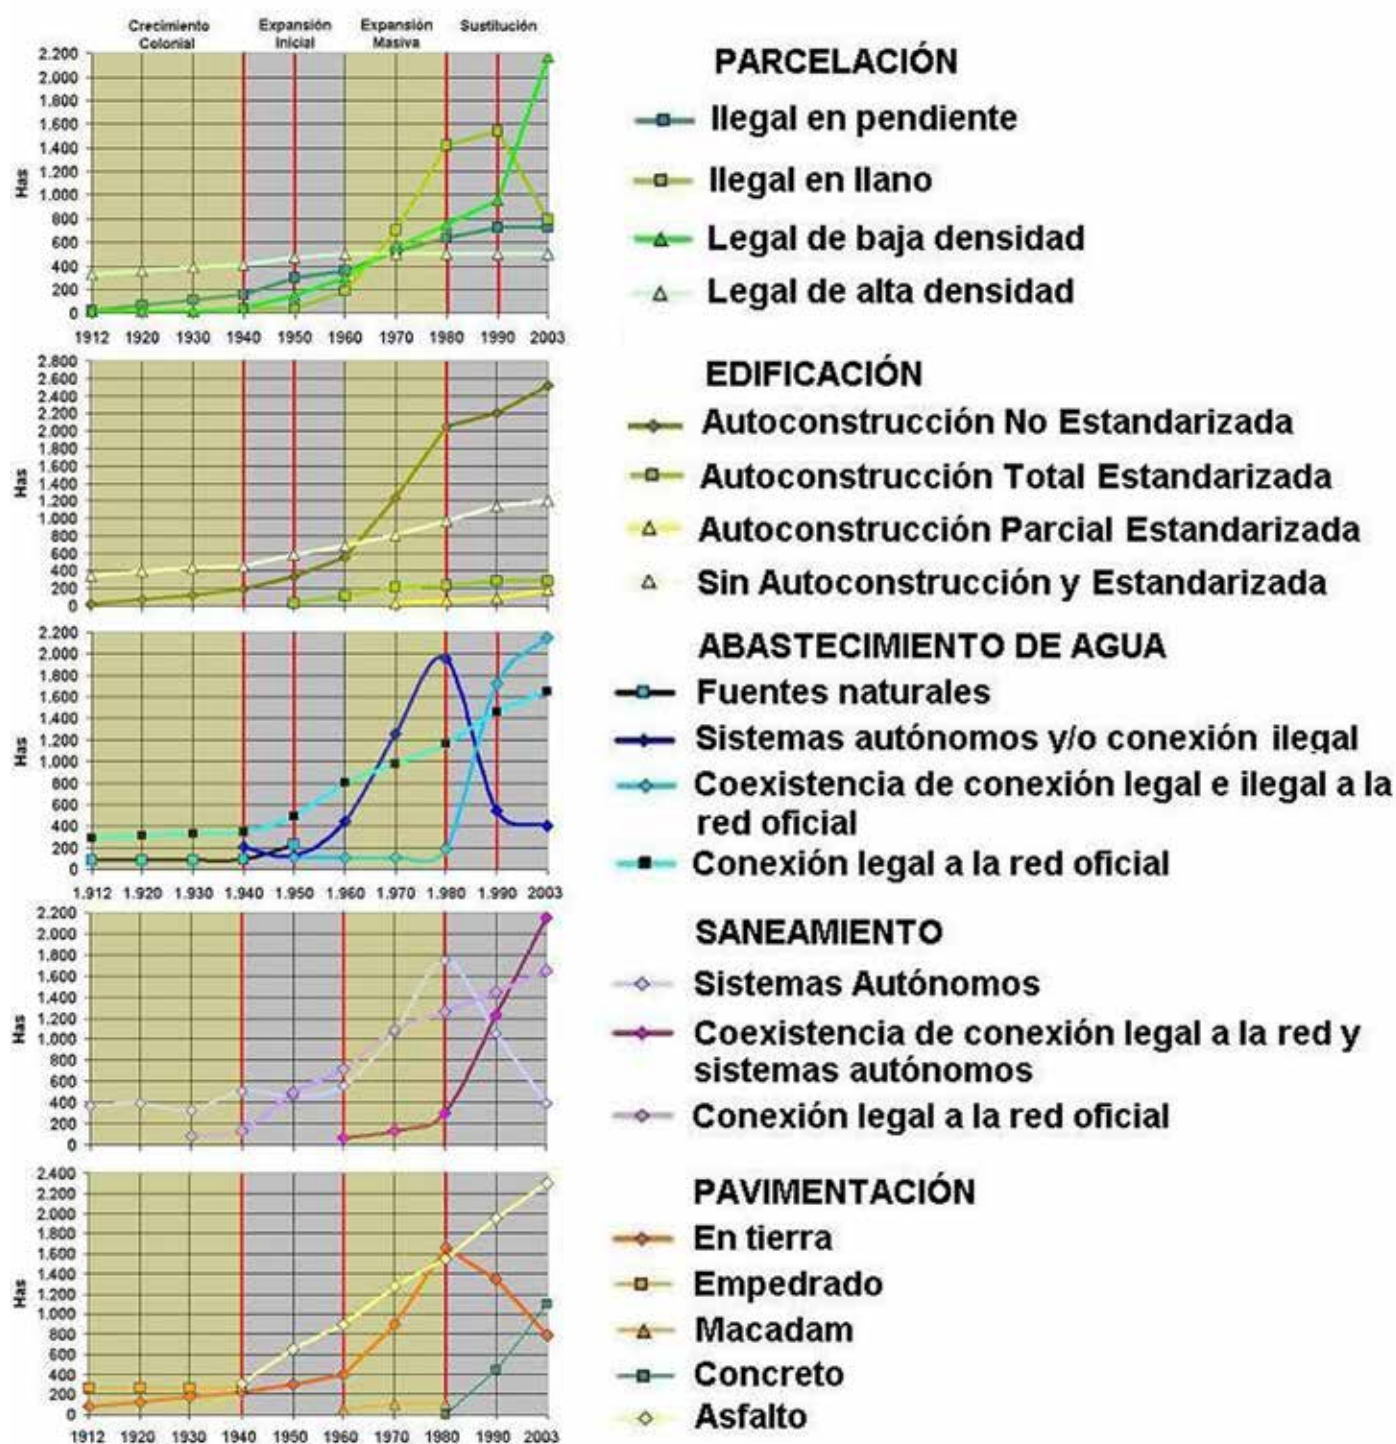 Crecimiento Colonial
Expansión Inicial
Expansión Masiva
Sustitución
Has
2.200
2.000
1.800
1.600
1.400
1.200
1.000
800
600
400
200
0
1912 1920 1930 1940 1950 1960 1970 1980 1990 2003
PARCELACIÓN
Ilegal en pendiente
Ilegal en llano
Legal de baja densidad
Legal de alta densidad
Has
2.800
2.600
2.400
2.200
2.000
1.800
1.600
1.400
1.200
1.000
800
600
400
200
0
EDIFICACIÓN
Autoconstrucción No Estandarizada
Autoconstrucción Total Estandarizada
Autoconstrucción Parcial Estandarizada
Sin Autoconstrucción y Estandarizada
Has
2.200
2.000
1.800
1.600
1.400
1.200
1.000
800
600
400
200
0
1.912 1.920 1.930 1.940 1.950 1.960 1.970 1.980 1.990 2003
ABASTECIMIENTO DE AGUA
Fuentes naturales
Sistemas autónomos y/o conexión ilegal
Coexistencia de conexión legal e ilegal a la
red oficial
Conexión legal a la red oficial
Has
2.200
2.000
1.800
1.600
1.400
1.200
1.000
800
600
400
200
0
SANEAMIENTO
Sistemas Autónomos
Coexistencia de conexión legal a la red y
sistemas autónomos
Conexión legal a la red oficial
Has
2.400
2.200
2.000
1.800
1.600
1.400
1.200
1.000
800
600
400
200
0
1912 1920 1930 1940 1950 1960 1970 1980 1990 2003
PAVIMENTACIÓN
En tierra
Empedrado
Macadam
Concreto
Asfalto